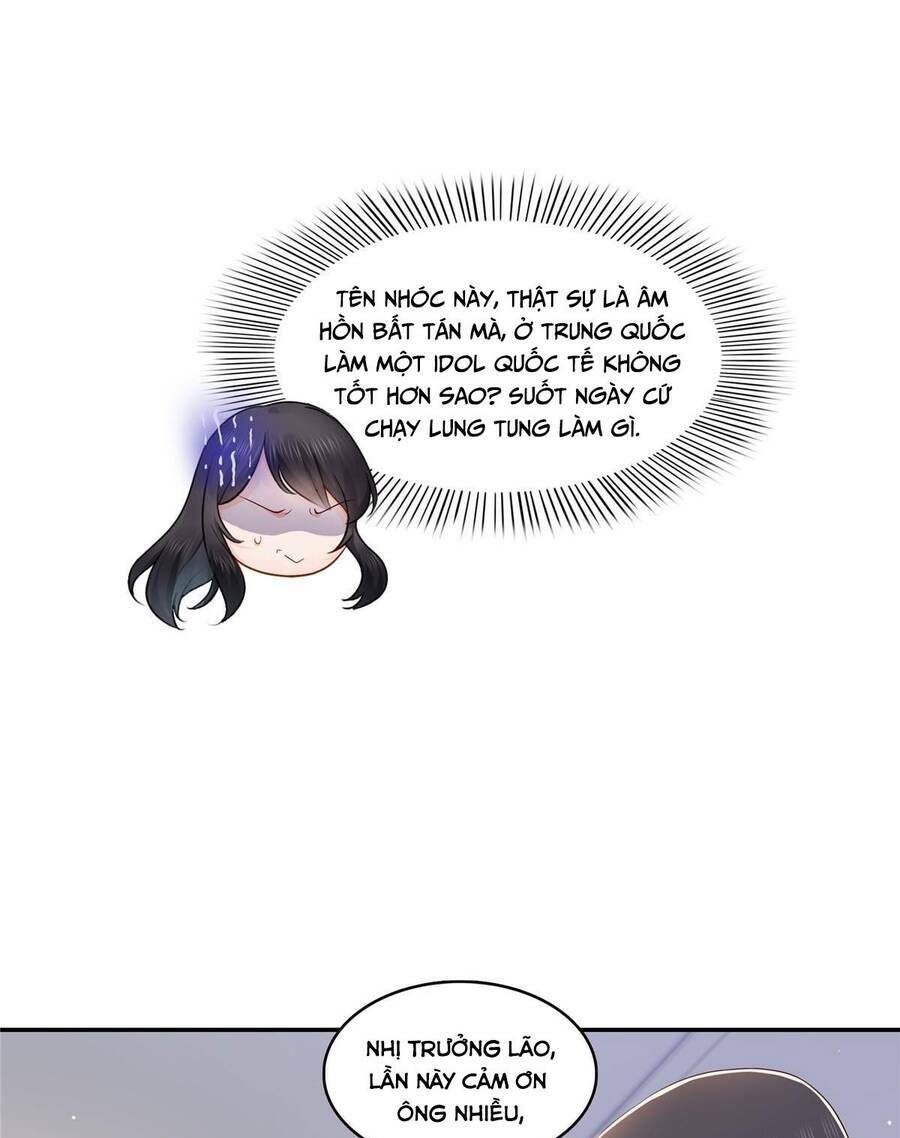 TÊN NHÓC NÀY, THẬT SỰ LÀ ÂM
HỒN BẤT TÁN MÀ, Ở TRUNG QUỐC
LÀM MỘT IDOL QUỐC TẾ KHÔNG
TỐT HƠN SAO? SUỐT NGÀY CỨ
CHẠY LUNG TUNG LÀM GÌ.
NHỊ TRƯỞNG LÃO,
LẦN NÀY CẢM ƠN
ÔNG NHIỀU,